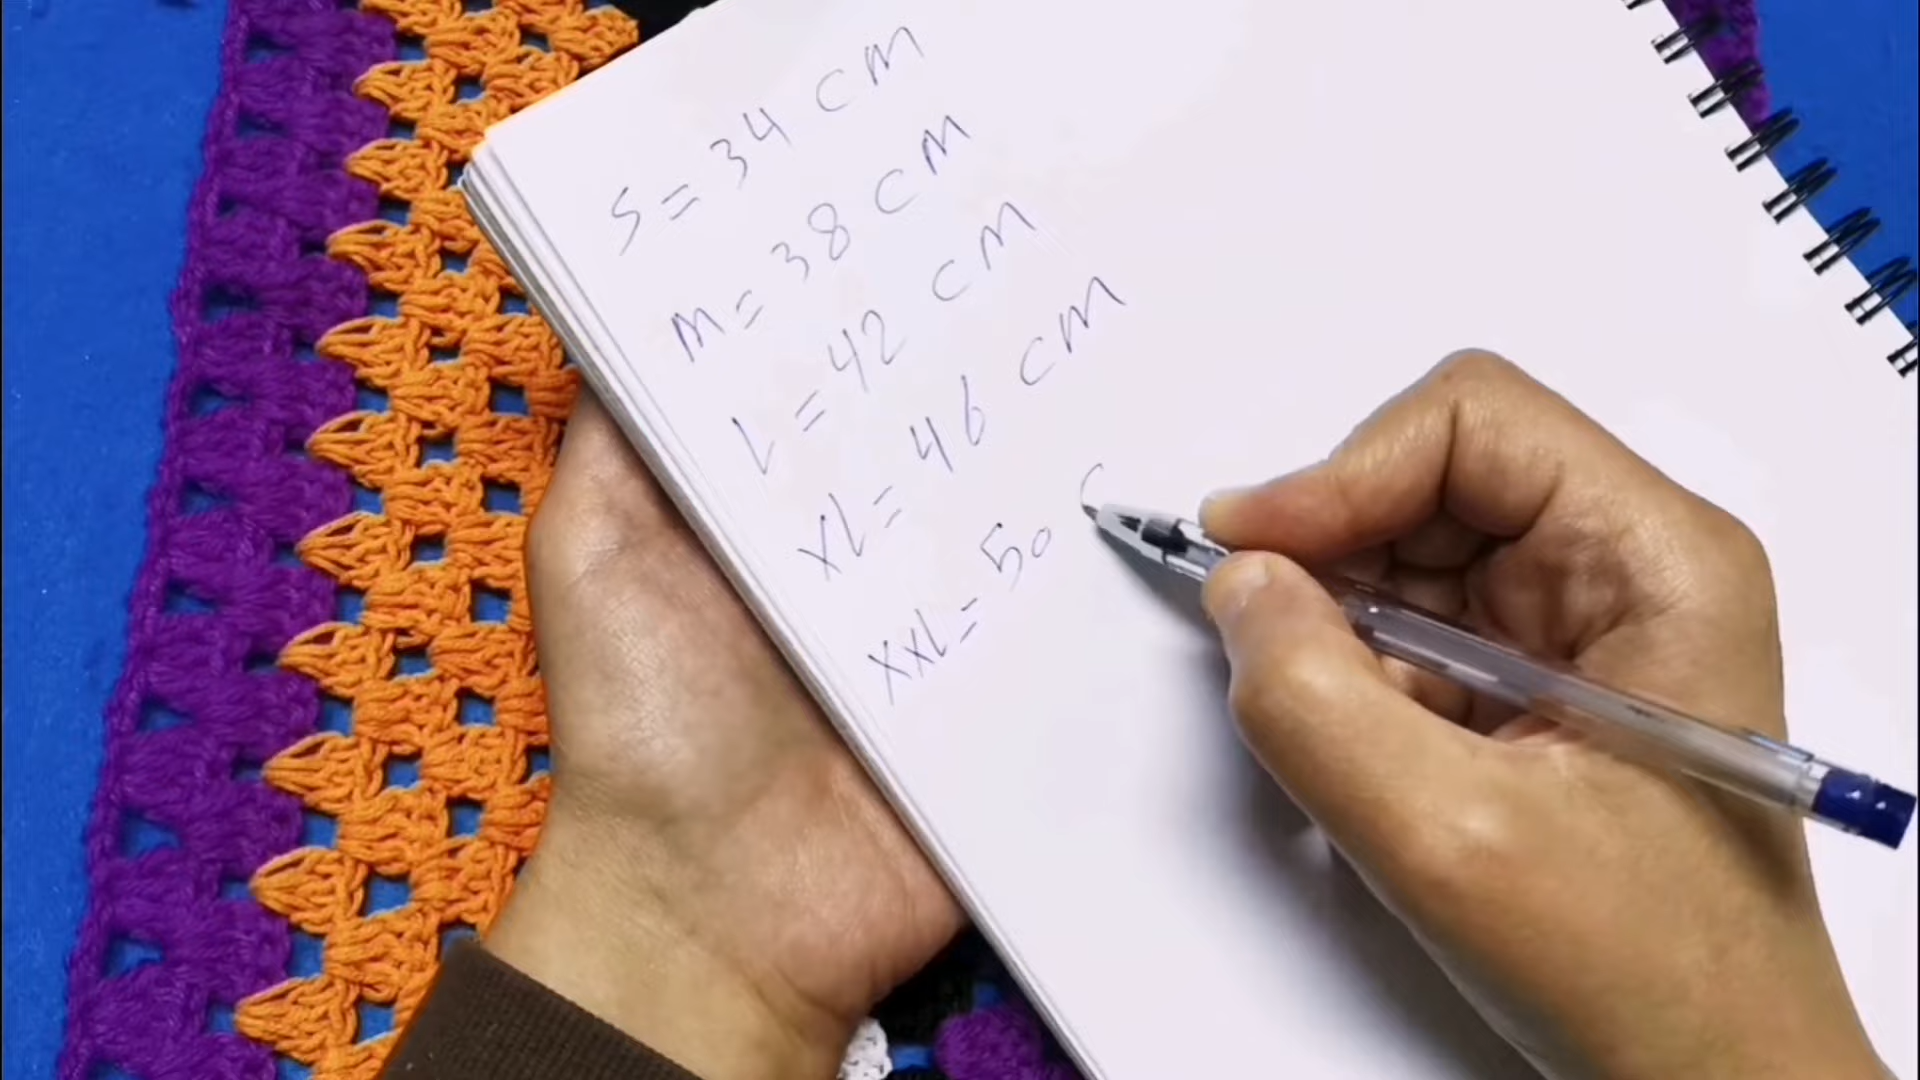 S = 34 CM
M = 38 CM
L = 42 CM
XL = 46 CM
XXL = 50 C